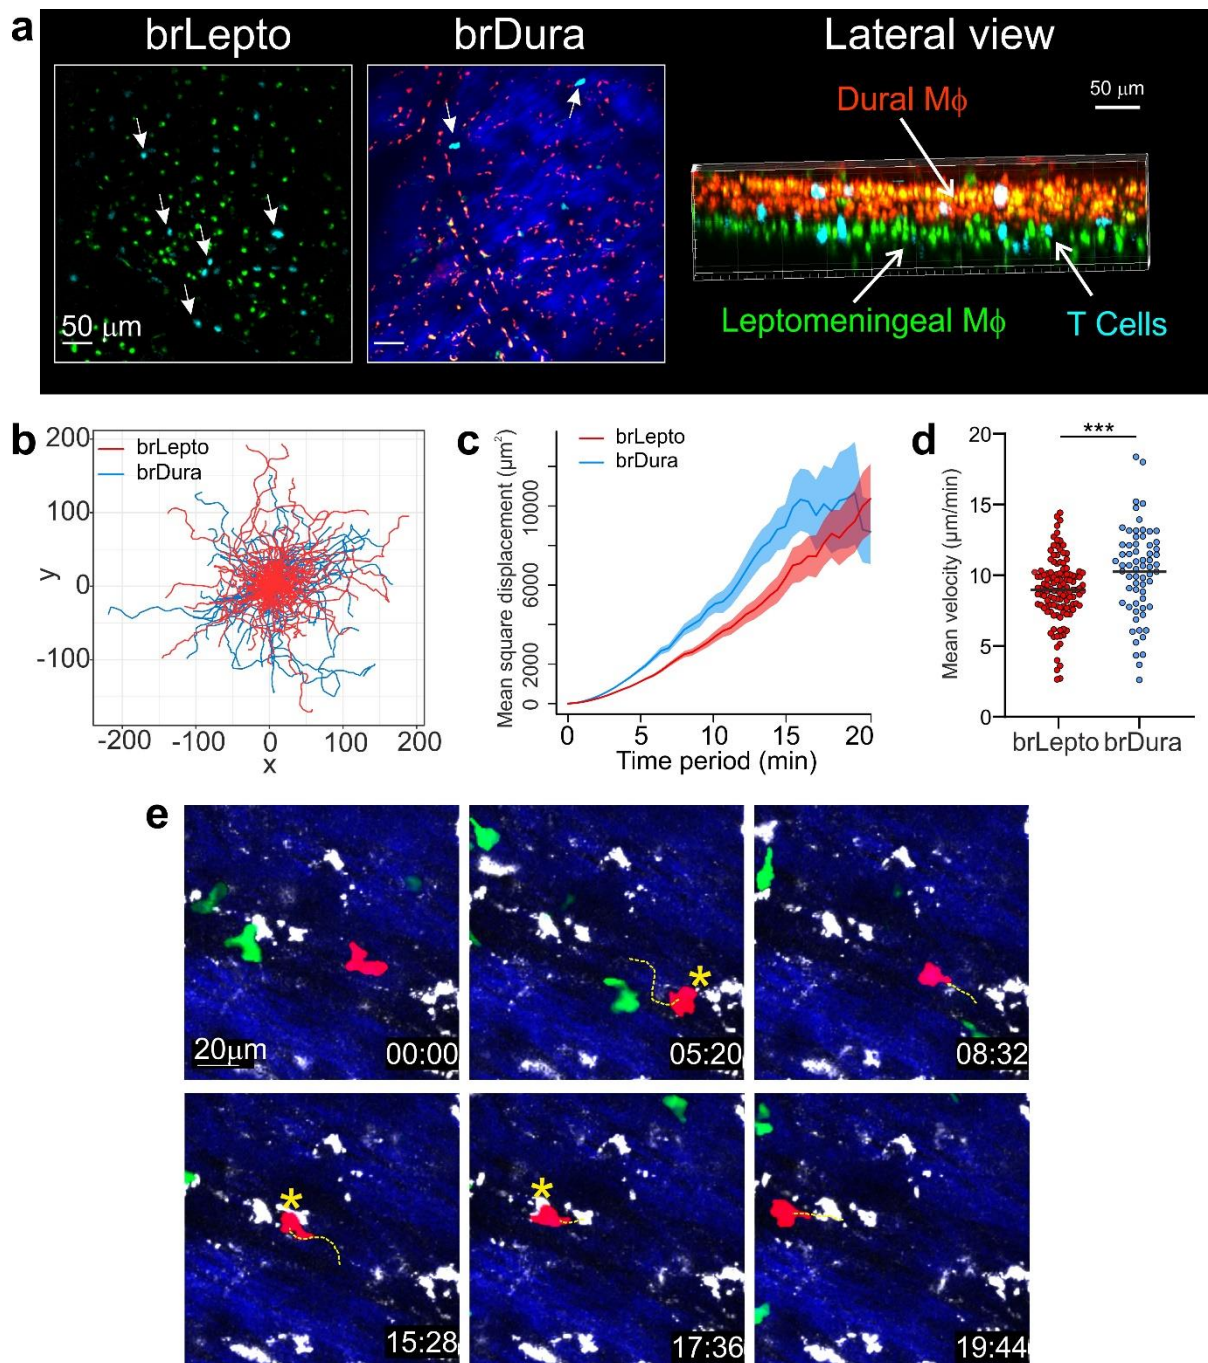 a
brLepto
brDura
Lateral view
50 μm
Dural Mϕ
50 μm
Leptomeningeal Mϕ
T Cells
b
200
100
0
-100
y
brLepto
brDura
-200
-100
0
100
200
x
c
Mean square displacement (μm²)
10000
6000
2000
0
brLepto
brDura
0
5
10
15
20
Time period (min)
d
Mean velocity (μm/min)
20
15
10
5
0
***
brLepto
brDura
e
20μm
00:00
*
05:20
08:32
*
15:28
*
17:36
19:44